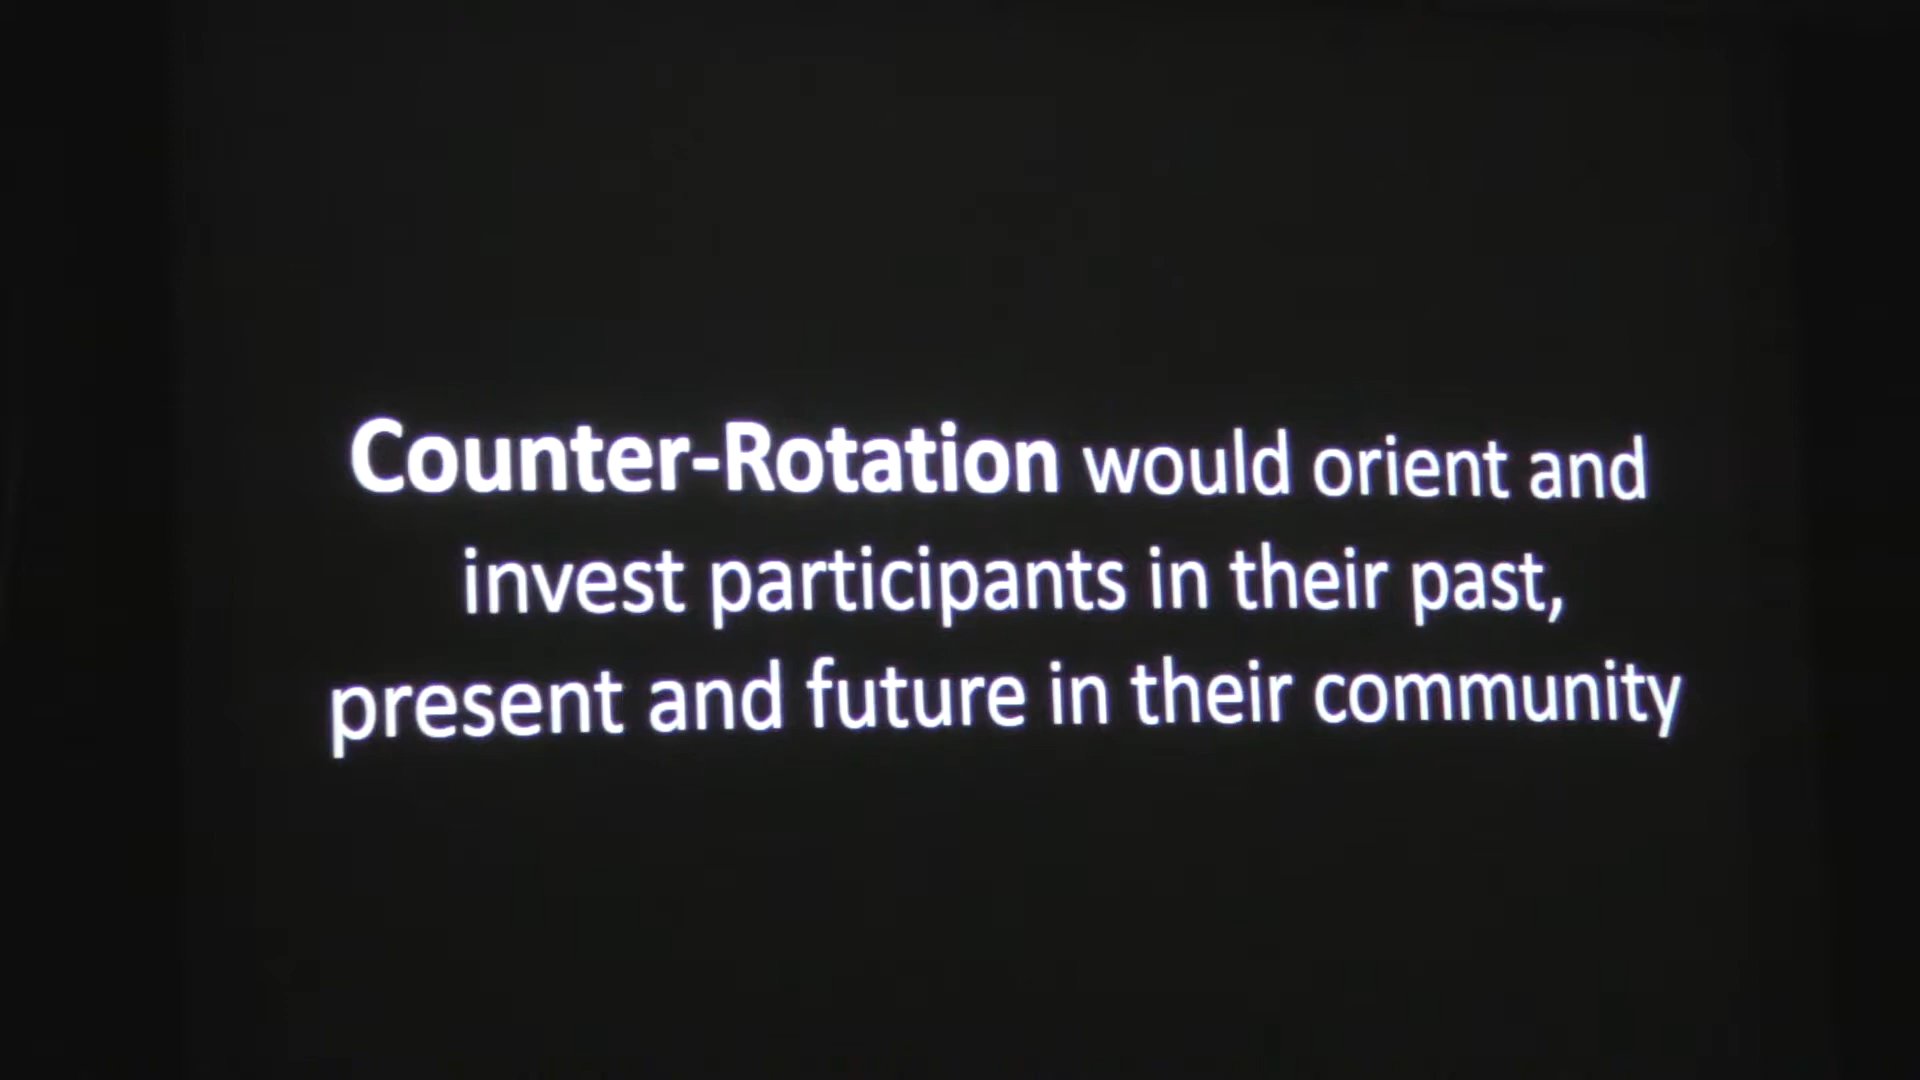 Counter-Rotation would orient and
invest participants in their past,
present and future in their community